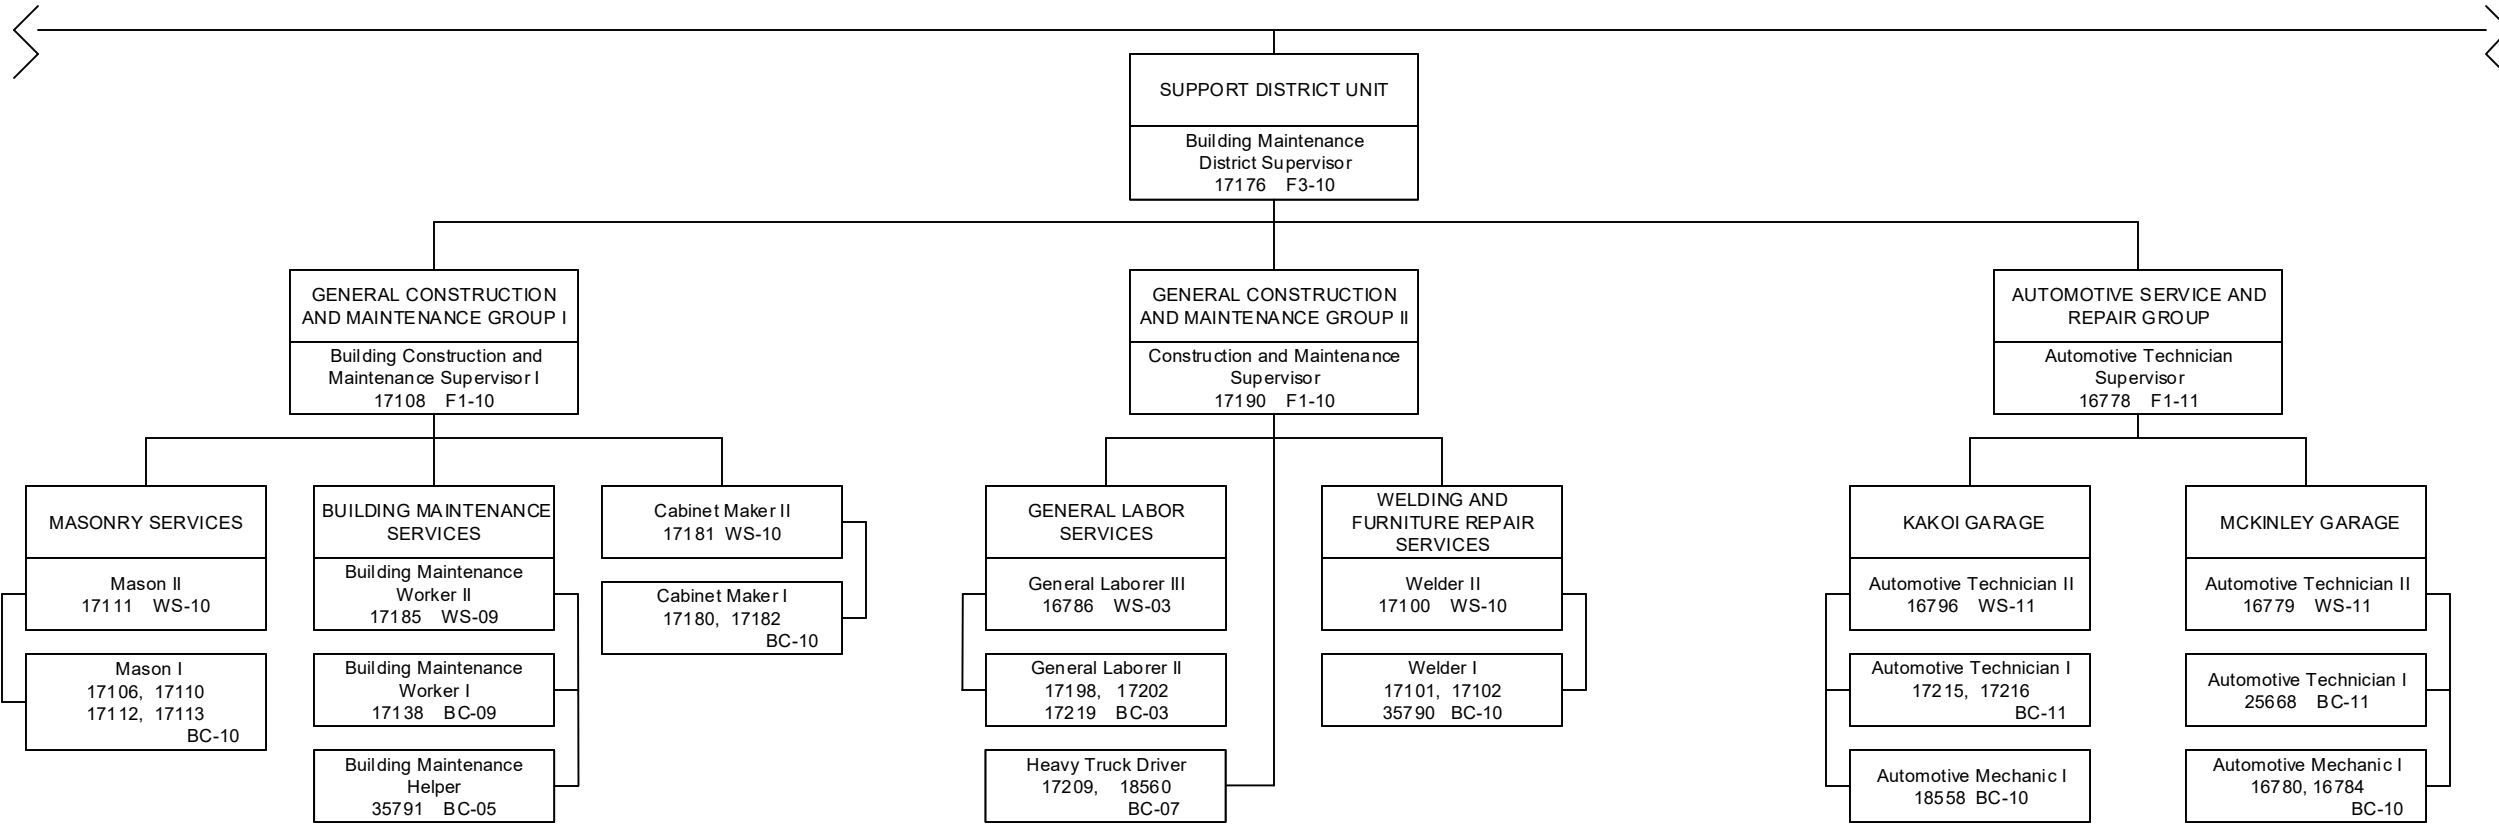 SUPPORT DISTRICT UNIT
Building Maintenance
District Supervisor
17176 F3-10
GENERAL CONSTRUCTION
AND MAINTENANCE GROUP I
Building Construction and
Maintenance Supervisor I
17108 F1-10
GENERAL CONSTRUCTION
AND MAINTENANCE GROUP II
Construction and Maintenance
Supervisor
17190 F1-10
AUTOMOTIVE SERVICE AND
REPAIR GROUP
Automotive Technician
Supervisor
16778 F1-11
MASONRY SERVICES
Mason II
17111 WS-10
Mason I
17106, 17110
17112, 17113
BC-10
BUILDING MAINTENANCE
SERVICES
Building Maintenance
Worker II
17185 WS-09
Building Maintenance
Worker I
17138 BC-09
Building Maintenance
Helper
35791 BC-05
Cabinet Maker II
17181 WS-10
Cabinet Maker I
17180, 17182
BC-10
GENERAL LABOR
SERVICES
General Laborer III
16786 WS-03
General Laborer II
17198, 17202
17219 BC-03
Heavy Truck Driver
17209, 18560
BC-07
WELDING AND
FURNITURE REPAIR
SERVICES
Welder II
17100 WS-10
Welder I
17101, 17102
35790 BC-10
KAKOI GARAGE
Automotive Technician II
16796 WS-11
Automotive Technician I
17215, 17216
BC-11
Automotive Mechanic I
18558 BC-10
MCKINLEY GARAGE
Automotive Technician II
16779 WS-11
Automotive Technician I
25668 BC-11
Automotive Mechanic I
16780, 16784
BC-10